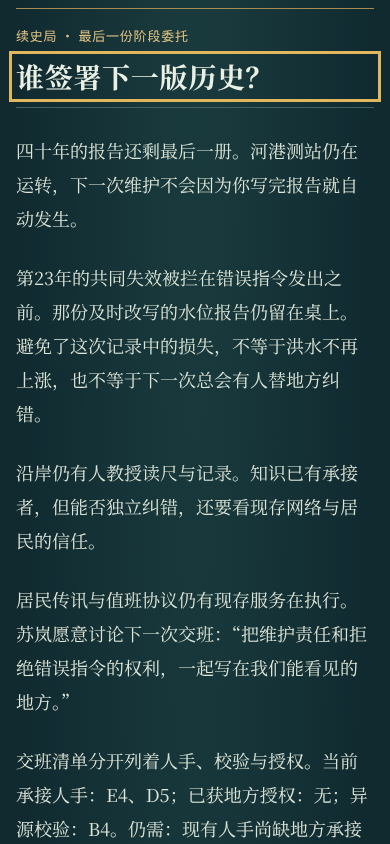 续史局 · 最后一份阶段委托
谁签署下一版历史？
四十年的报告还剩最后一册。河港测站仍在
运转，下一次维护不会因为你写完报告就自
动发生。
第23年的共同失效被拦在错误指令发出之
前。那份及时改写的水位报告仍留在桌上。
避免了这次记录中的损失，不等于洪水不再
上涨，也不等于下一次总会有人替地方纠
错。
沿岸仍有人教授读尺与记录。知识已有承接
者，但能否独立纠错，还要看现存网络与居
民的信任。
居民传讯与值班协议仍有现存服务在执行。
苏岚愿意讨论下一次交班：“把维护责任和拒
绝错误指令的权利，一起写在我们能看见的
地方。”
交班清单分开列着人手、校验与授权。当前
承接人手：E4、D5；已获地方授权：无；异
源校验：B4。仍需：现有人手尚缺地方承接